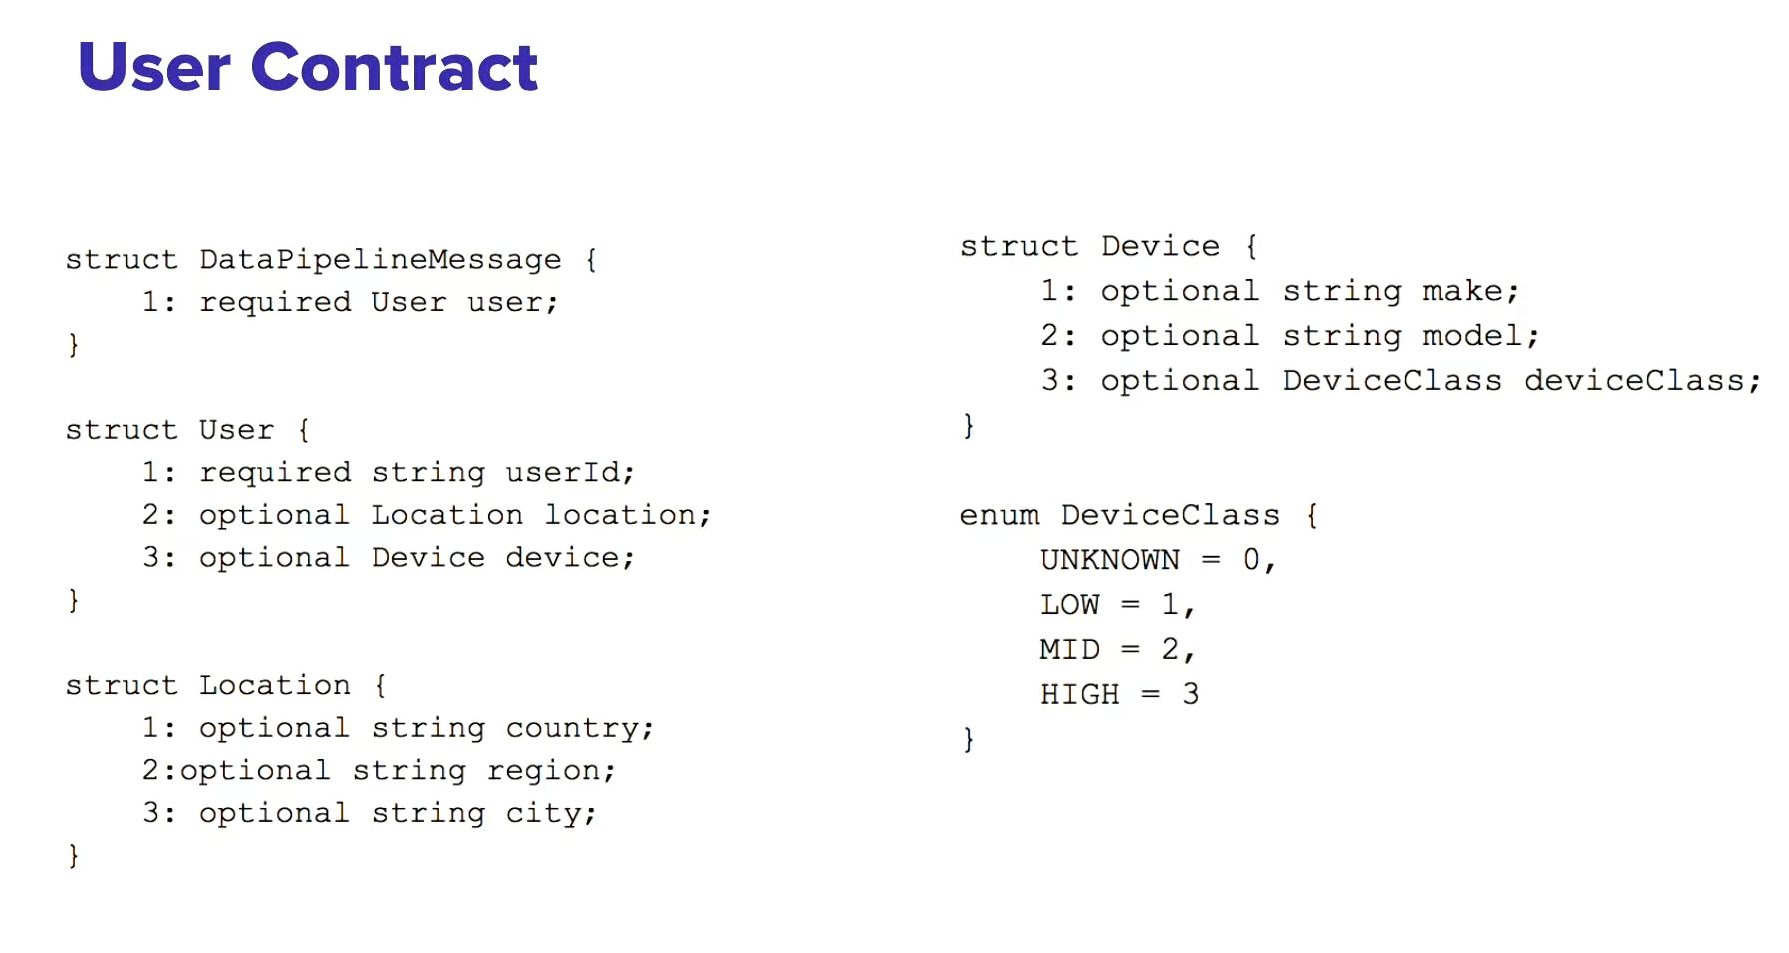 User Contract
struct DataPipelineMessage {
1: required User user;
}
struct User {
1: required string userId;
2: optional Location location;
3: optional Device device;
}
struct Location {
1: optional string country;
2:optional string region;
3: optional string city;
}
struct Device {
1: optional string make;
2: optional string model;
3: optional DeviceClass deviceClass;
}
enum DeviceClass {
UNKNOWN = 0,
LOW = 1,
MID = 2,
HIGH = 3
}